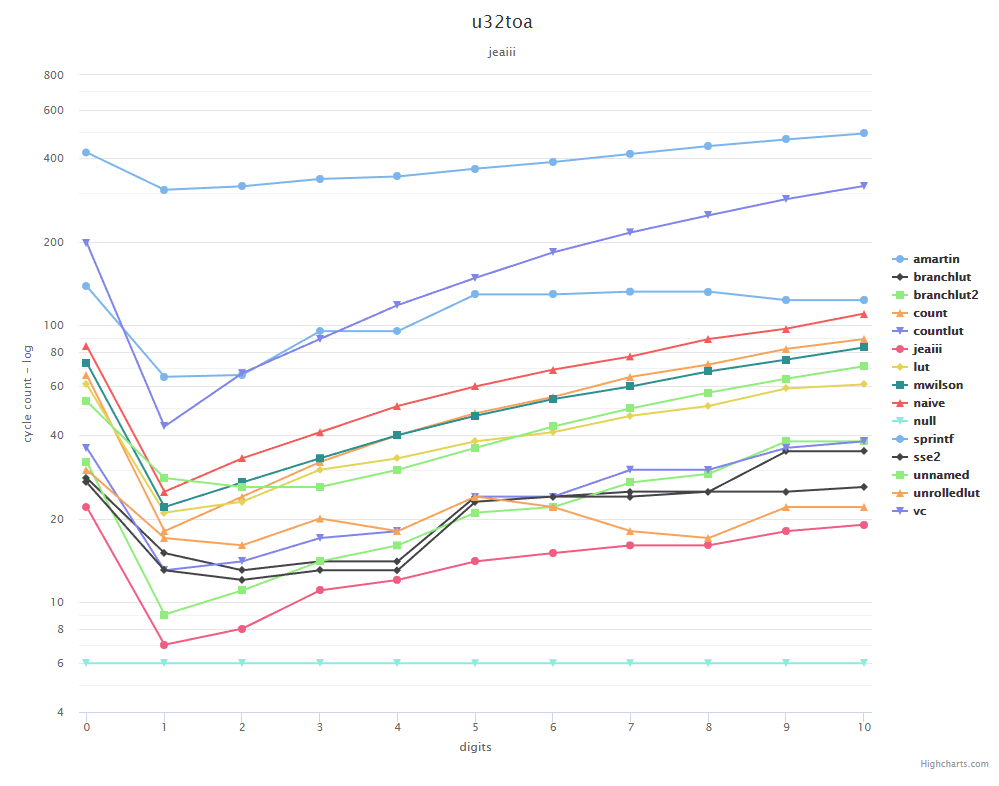 u32toa
jeaiii
cycle count - log
800
600
400
200
100
80
60
40
20
10
8
6
4
0 1 2 3 4 5 6 7 8 9 10
digits
amartin
branchlut
branchlut2
count
countlut
jeaiii
lut
mwilson
naive
null
sprintf
sse2
unnamed
unrolledlut
vc
Highcharts.com